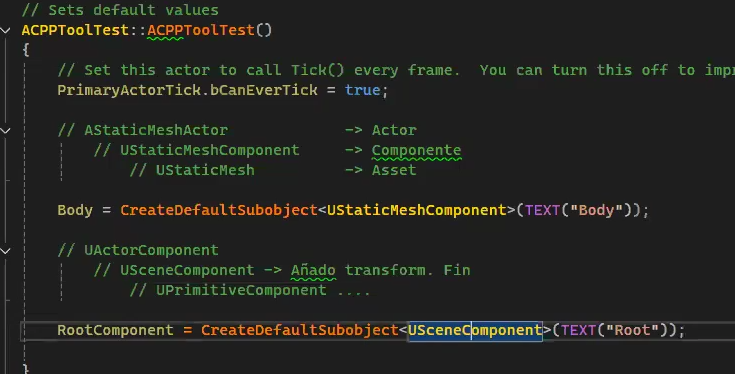 // Sets default values
ACPPToolTest::ACPPToolTest()
{
// Set this actor to call Tick() every frame.  You can turn this off to
PrimaryActorTick.bCanEverTick = true;
// AStaticMeshActor -> Actor
// UStaticMeshComponent -> Componente
// UStaticMesh -> Asset
Body = CreateDefaultSubobject<UStaticMeshComponent>(TEXT("Body"));
// UActorComponent
// USceneComponent -> Añado transform. Fin
// UPrimitiveComponent ....
RootComponent = CreateDefaultSubobject<USceneComponent>(TEXT("Root"));
}